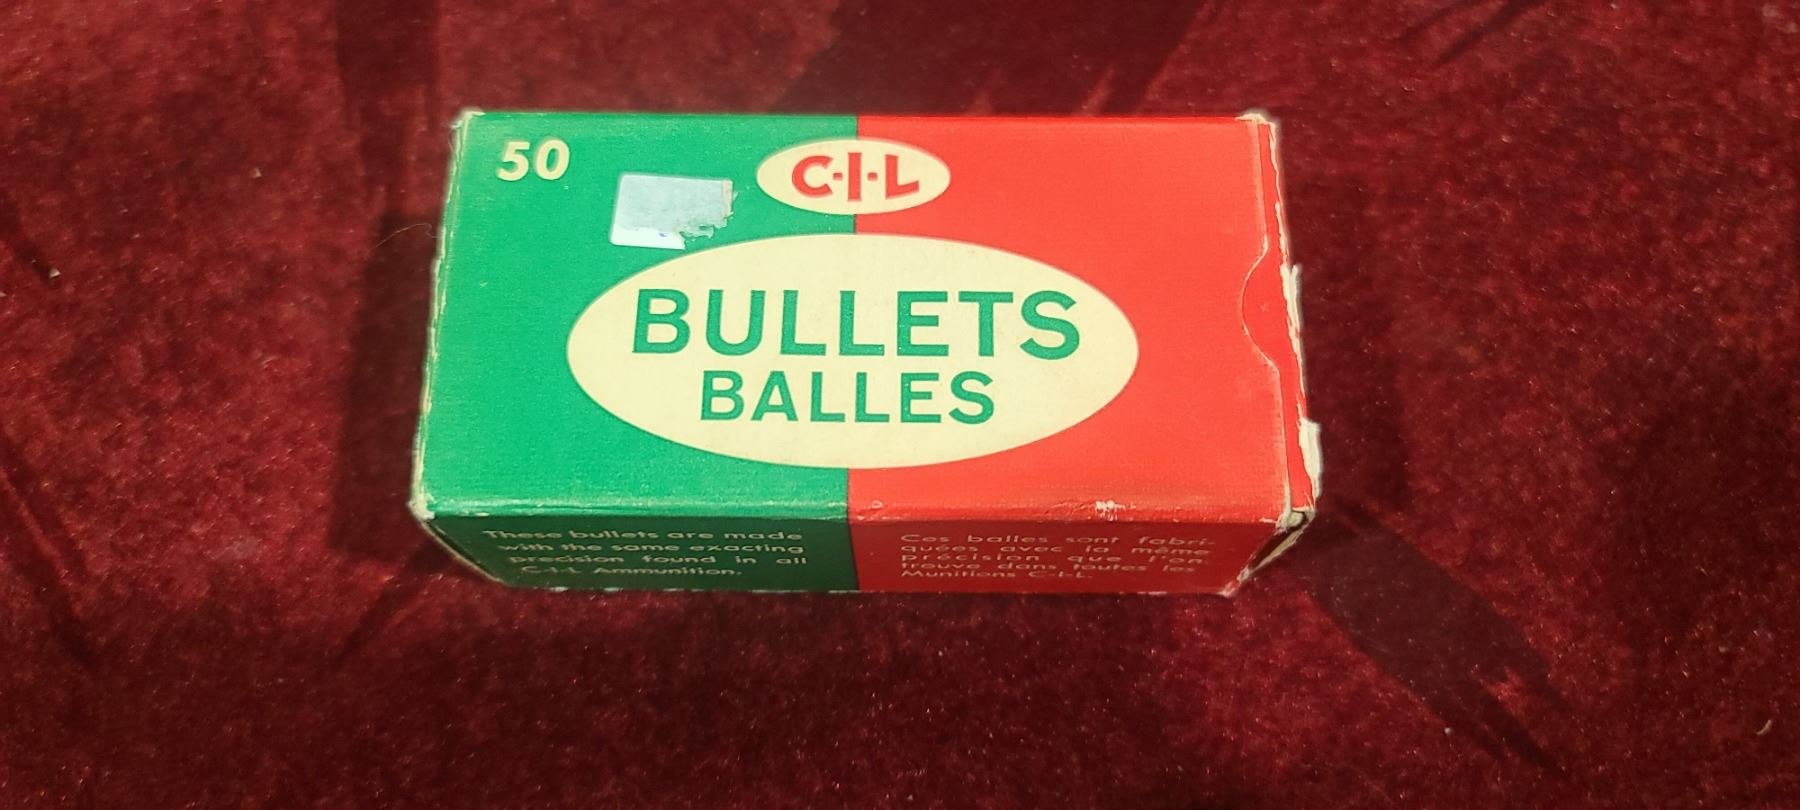 50
C·I·L
BULLETS
BALLES
These bullets are made
with the same exacting
precision found in all
C-I-L Ammunition.
Ces balles sont fabri-
quées avec la même
précision que l'on
trouve dans toutes les
Munitions C-I-L.